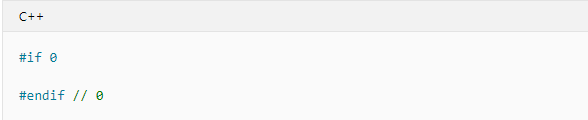 C++
#if 0
#endif // 0